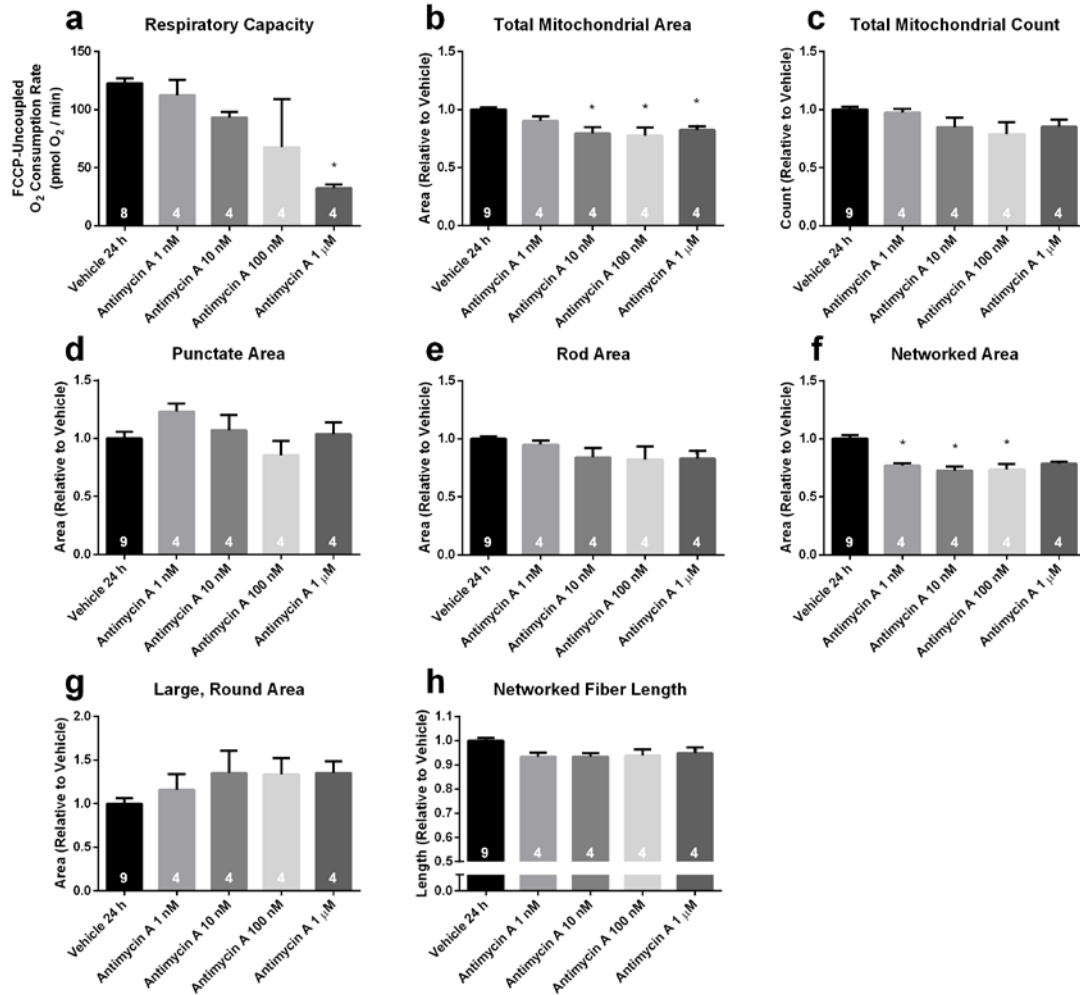 a Respiratory Capacity
FCCP-Uncoupled
O2 Consumption Rate
(pmol O2 / min)
150
100
50
0
8 4 4 4 4
*
Vehicle 24 h
Antimycin A 1 nM
Antimycin A 10 nM
Antimycin A 100 nM
Antimycin A 1 μM
b Total Mitochondrial Area
Area (Relative to Vehicle)
1.5
1.0
0.5
0.0
* * *
9 4 4 4 4
Vehicle 24 h
Antimycin A 1 nM
Antimycin A 10 nM
Antimycin A 100 nM
Antimycin A 1 μM
c Total Mitochondrial Count
Count (Relative to Vehicle)
1.5
1.0
0.5
0.0
9 4 4 4 4
Vehicle 24 h
Antimycin A 1 nM
Antimycin A 10 nM
Antimycin A 100 nM
Antimycin A 1 μM
d Punctate Area
Area (Relative to Vehicle)
1.5
1.0
0.5
0.0
9 4 4 4 4
Vehicle 24 h
Antimycin A 1 nM
Antimycin A 10 nM
Antimycin A 100 nM
Antimycin A 1 μM
e Rod Area
Area (Relative to Vehicle)
1.5
1.0
0.5
0.0
9 4 4 4 4
Vehicle 24 h
Antimycin A 1 nM
Antimycin A 10 nM
Antimycin A 100 nM
Antimycin A 1 μM
f Networked Area
Area (Relative to Vehicle)
1.5
1.0
0.5
0.0
* * *
9 4 4 4 4
Vehicle 24 h
Antimycin A 1 nM
Antimycin A 10 nM
Antimycin A 100 nM
Antimycin A 1 μM
g Large, Round Area
Area (Relative to Vehicle)
2.0
1.5
1.0
0.5
0.0
9 4 4 4 4
Vehicle 24 h
Antimycin A 1 nM
Antimycin A 10 nM
Antimycin A 100 nM
Antimycin A 1 μM
h Networked Fiber Length
Length (Relative to Vehicle)
1.1
1.0
0.9
0.8
0.7
0.6
0.5
0.0
9 4 4 4 4
Vehicle 24 h
Antimycin A 1 nM
Antimycin A 10 nM
Antimycin A 100 nM
Antimycin A 1 μM